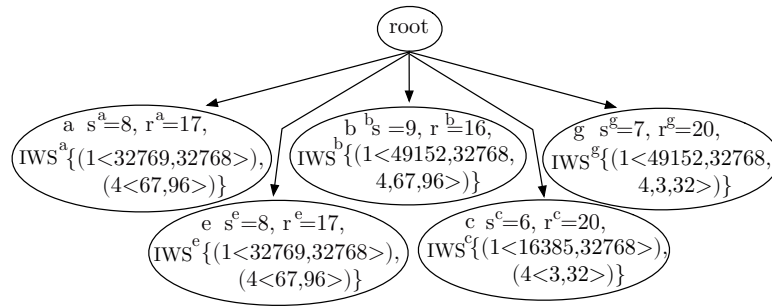 root
a s^a=8, r^a=17,
IWS^a{(1<32769,32768>),
(4<67,96>)}
b ^bs =9, r ^b=16,
IWS^b{(1<49152,32768,
4,67,96>)}
g s^g=7, r^g=20,
IWS^g{(1<49152,32768,
4,3,32>)}
e s^e=8, r^e=17,
IWS^e{(1<32769,32768>),
(4<67,96>)}
c s^c=6, r^c=20,
IWS^c{(1<16385,32768>),
(4<3,32>)}